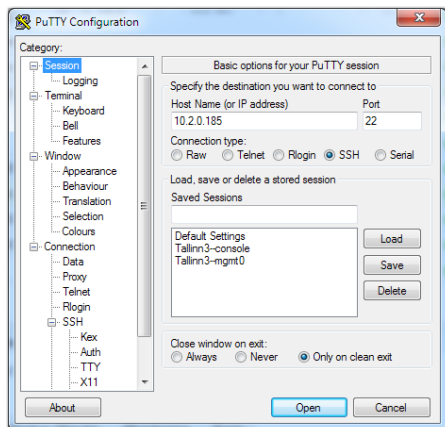 PuTTY Configuration
Category:
Session
Logging
Terminal
Keyboard
Bell
Features
Window
Appearance
Behaviour
Translation
Selection
Colours
Connection
Data
Proxy
Telnet
Rlogin
SSH
Kex
Auth
TTY
X11
Basic options for your PuTTY session
Specify the destination you want to connect to
Host Name (or IP address) Port
10.2.0.185 22
Connection type:
Raw Telnet Rlogin SSH Serial
Load, save or delete a stored session
Saved Sessions
Default Settings
Tallinn3--console
Tallinn3--mgmt0
Load
Save
Delete
Close window on exit:
Always Never Only on clean exit
About Open Cancel